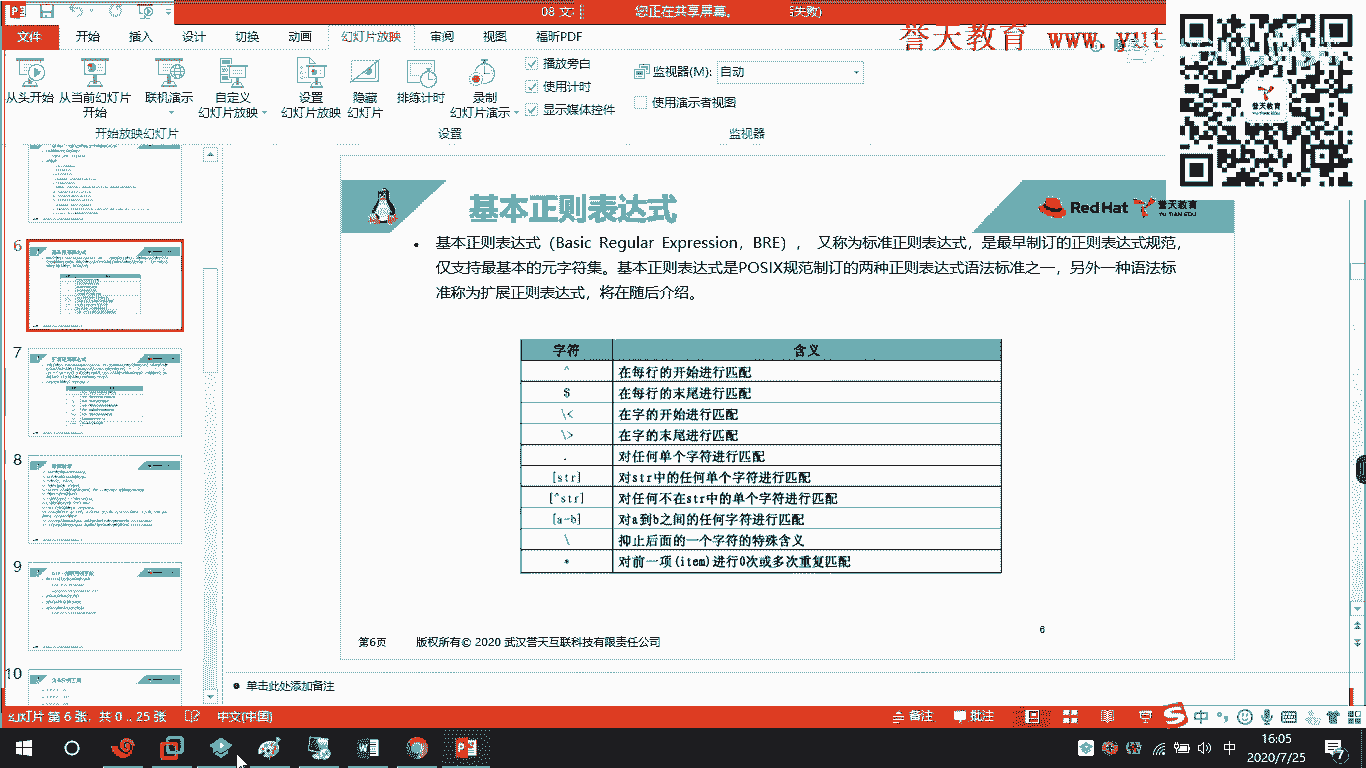 08 文
您正在共享屏幕。
舌失败)
文件 开始 插入 设计 切换 动画 幻灯片放映 审阅 视图 福昕PDF
誉天教育 www.yut
誉天教育
从头开始 从当前幻灯片开始 联机演示 自定义幻灯片放映 设置幻灯片放映 隐藏幻灯片 排练计时 录制幻灯片演示
播放旁白
使用计时
显示媒体控件
监视器(M): 自动
使用演示者视图
开始放映幻灯片 设置 监视器
6
7
8
9
10
基本正则表达式
Red Hat 誉天教育
YU TIAN EDU
• 基本正则表达式（Basic Regular Expression，BRE）， 又称为标准正则表达式，是最早制订的正则表达式规范，
仅支持最基本的元字符集。基本正则表达式是POSIX规范制订的两种正则表达式语法标准之一，另外一种语法标
准称为扩展正则表达式，将在随后介绍。
字符 含义
^ 在每行的开始进行匹配
$ 在每行的末尾进行匹配
\< 在字的开始进行匹配
\> 在字的末尾进行匹配
. 对任何单个字符进行匹配
[str] 对str中的任何单个字符进行匹配
[^str] 对任何不在str中的单个字符进行匹配
[a-b] 对a到b之间的任何字符进行匹配
\ 抑止后面的一个字符的特殊含义
* 对前一项(item)进行0次或多次重复匹配
第6页 版权所有© 2020 武汉誉天互联科技有限责任公司
6
单击此处添加备注
幻灯片 第 6 张，共 0 .. 25 张 中文(中国) 备注 批注
中
16:05
中
2020/7/25
7